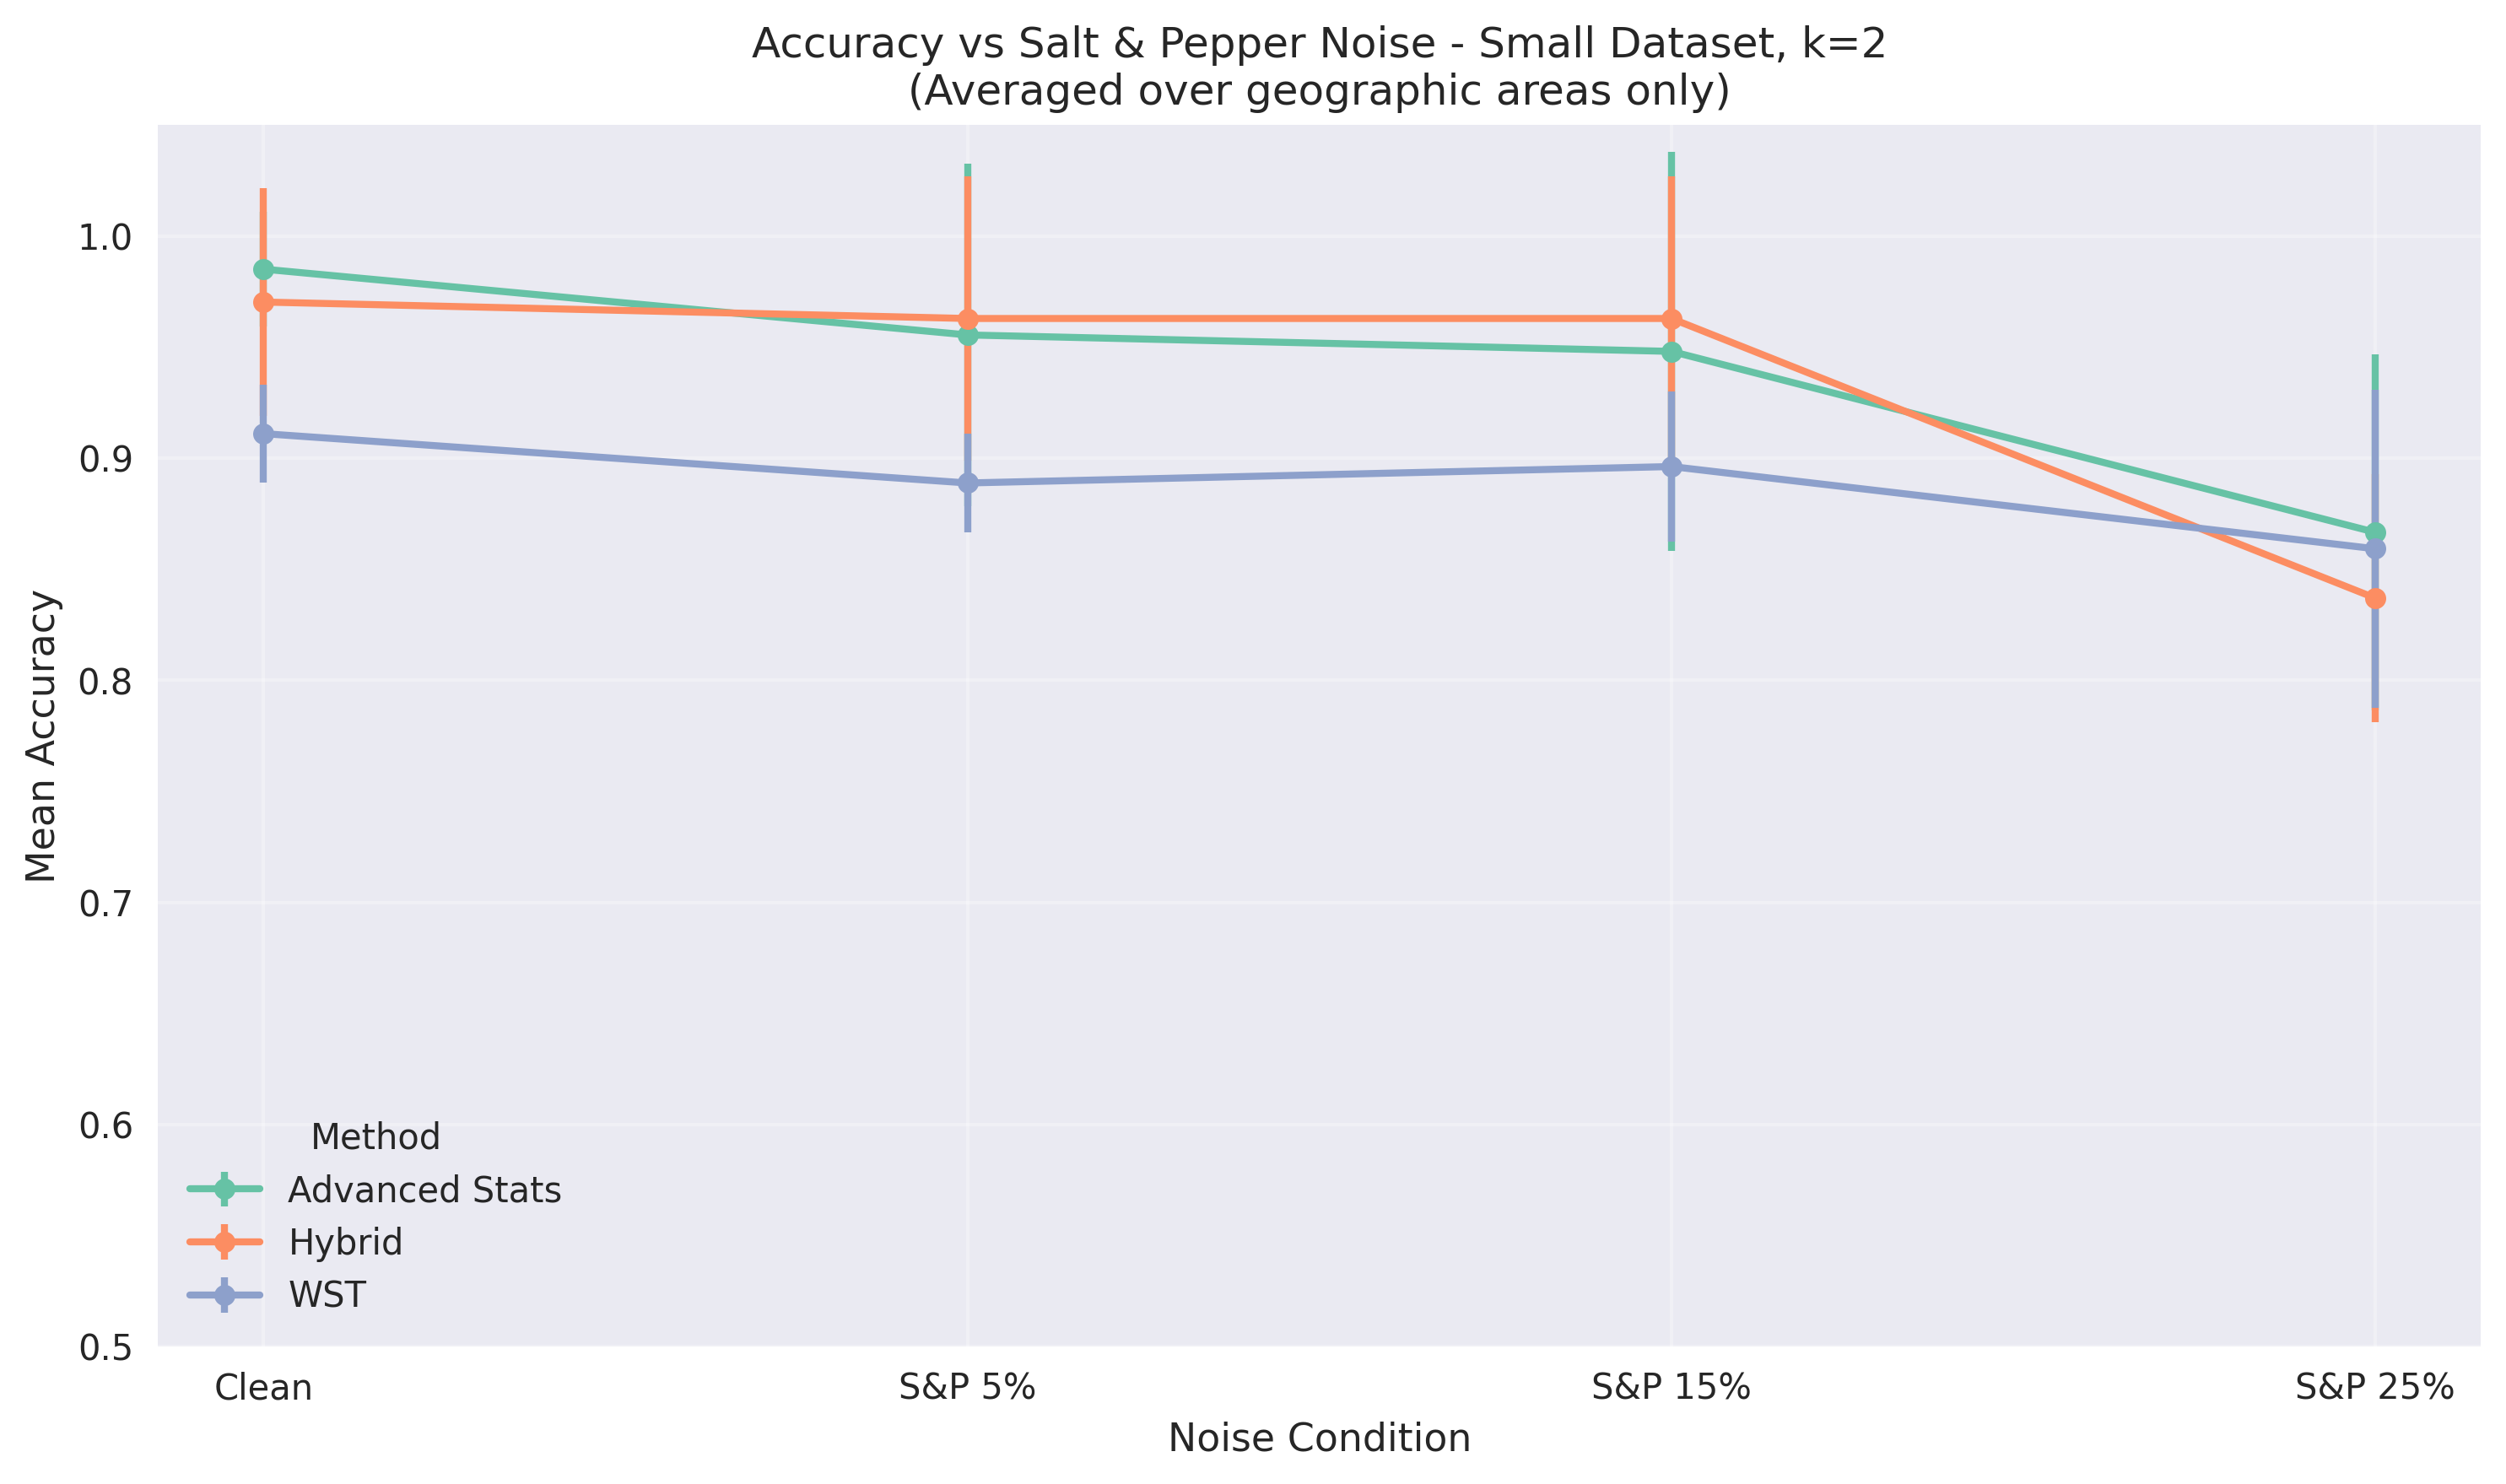 Accuracy vs Salt & Pepper Noise - Small Dataset, k=2
(Averaged over geographic areas only)
Mean Accuracy
1.0
0.9
0.8
0.7
0.6
0.5
Method
Advanced Stats
Hybrid
WST
Clean
S&P 5%
S&P 15%
S&P 25%
Noise Condition